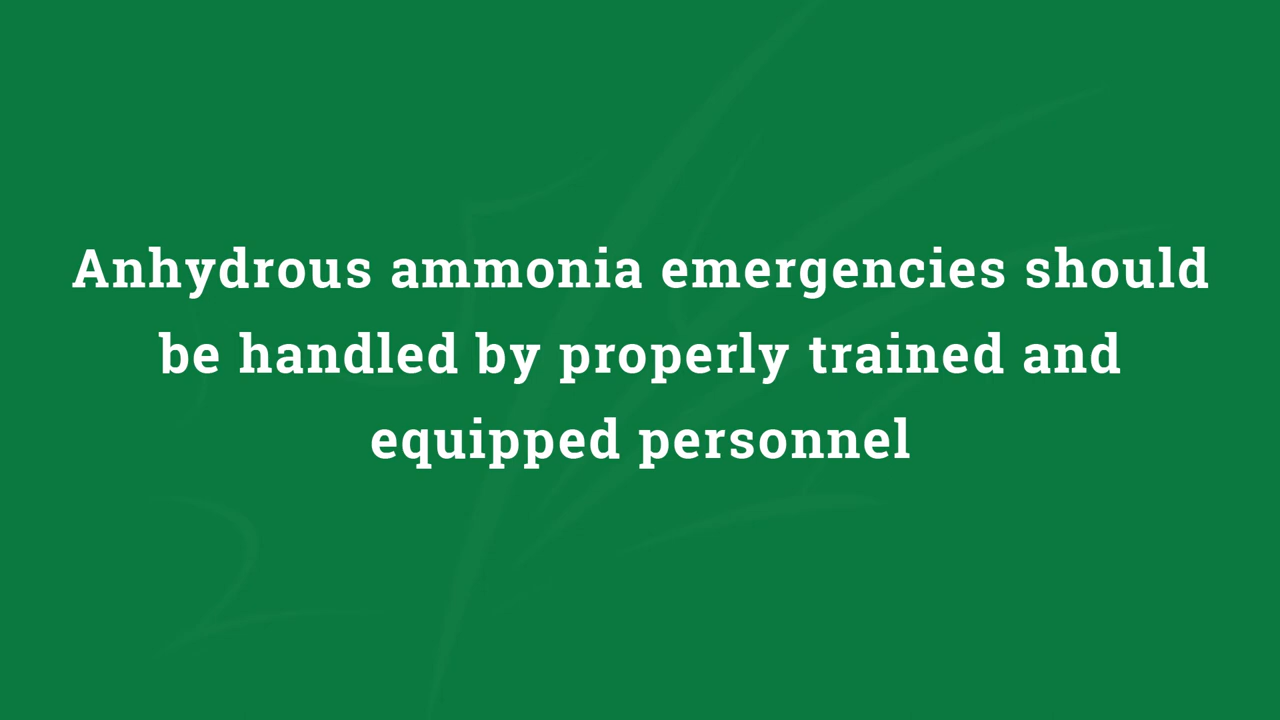 Anhydrous ammonia emergencies should
be handled by properly trained and
equipped personnel